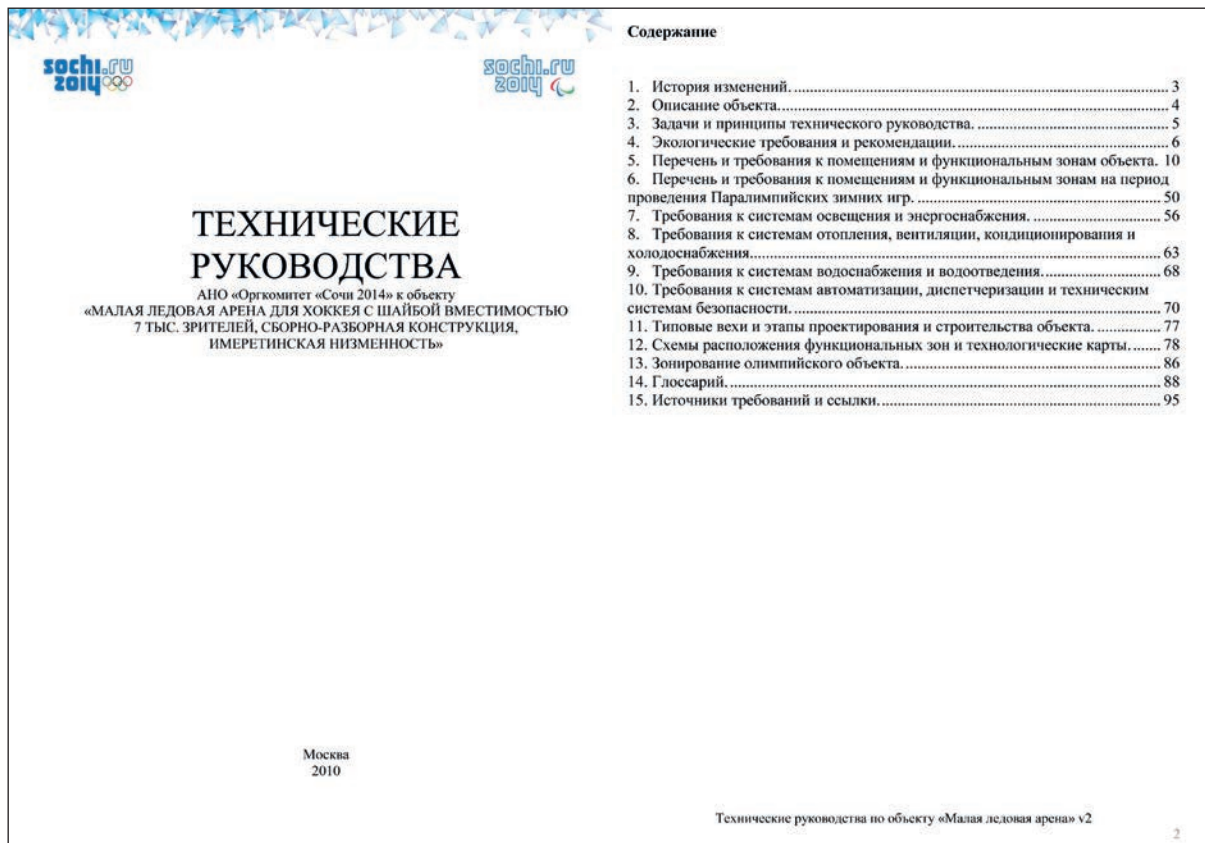 sochi.ru
2014
sochi.ru
2014
ТЕХНИЧЕСКИЕ
РУКОВОДСТВА
АНО «Оргкомитет «Сочи 2014» к объекту
«МАЛАЯ ЛЕДОВАЯ АРЕНА ДЛЯ ХОККЕЯ С ШАЙБОЙ ВМЕСТИМОСТЬЮ
7 ТЫС. ЗРИТЕЛЕЙ, СБОРНО-РАЗБОРНАЯ КОНСТРУКЦИЯ,
ИМЕРЕТИНСКАЯ НИЗМЕННОСТЬ»
Москва
2010
Содержание
1. История изменений. 3
2. Описание объекта. 4
3. Задачи и принципы технического руководства. 5
4. Экологические требования и рекомендации. 6
5. Перечень и требования к помещениям и функциональным зонам объекта. 10
6. Перечень и требования к помещениям и функциональным зонам на период
проведения Паралимпийских зимних игр. 50
7. Требования к системам освещения и энергоснабжения. 56
8. Требования к системам отопления, вентиляции, кондиционирования и
холодоснабжения. 63
9. Требования к системам водоснабжения и водоотведения. 68
10. Требования к системам автоматизации, диспетчеризации и техническим
системам безопасности. 70
11. Типовые вехи и этапы проектирования и строительства объекта. 77
12. Схемы расположения функциональных зон и технологические карты. 78
13. Зонирование олимпийского объекта. 86
14. Глоссарий. 88
15. Источники требований и ссылки. 95
Технические руководства по объекту «Малая ледовая арена» v2
2